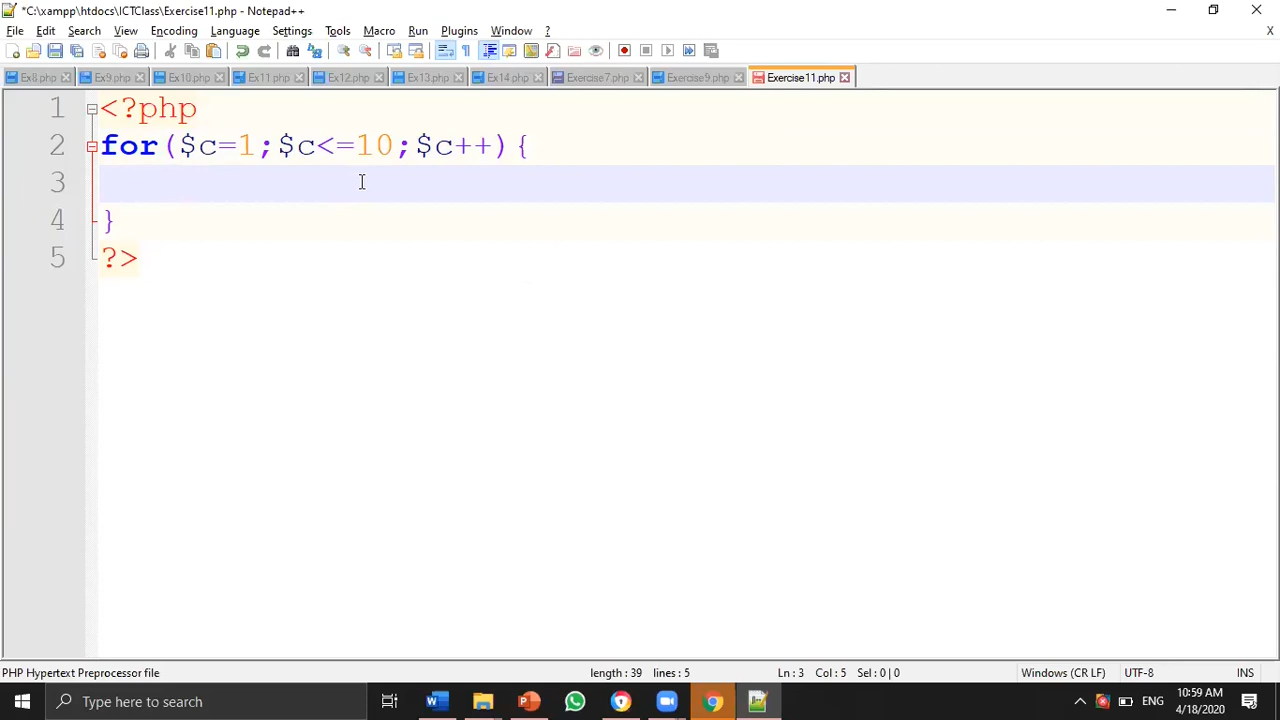 *C:\xampp\htdocs\ICTClass\Exercise11.php - Notepad++
File Edit Search View Encoding Language Settings Tools Macro Run Plugins Window ? X
Ex8.php Ex9.php Ex10.php Ex11.php Ex12.php Ex13.php Ex14.php Exercise7.php Exercise9.php Exercise11.php
1 <?php
2 for($c=1;$c<=10;$c++){
3
4 }
5 ?>
PHP Hypertext Preprocessor file length : 39 lines : 5 Ln : 3 Col : 5 Sel : 0 | 0 Windows (CR LF) UTF-8 INS
Type here to search ENG 10:59 AM
4/18/2020